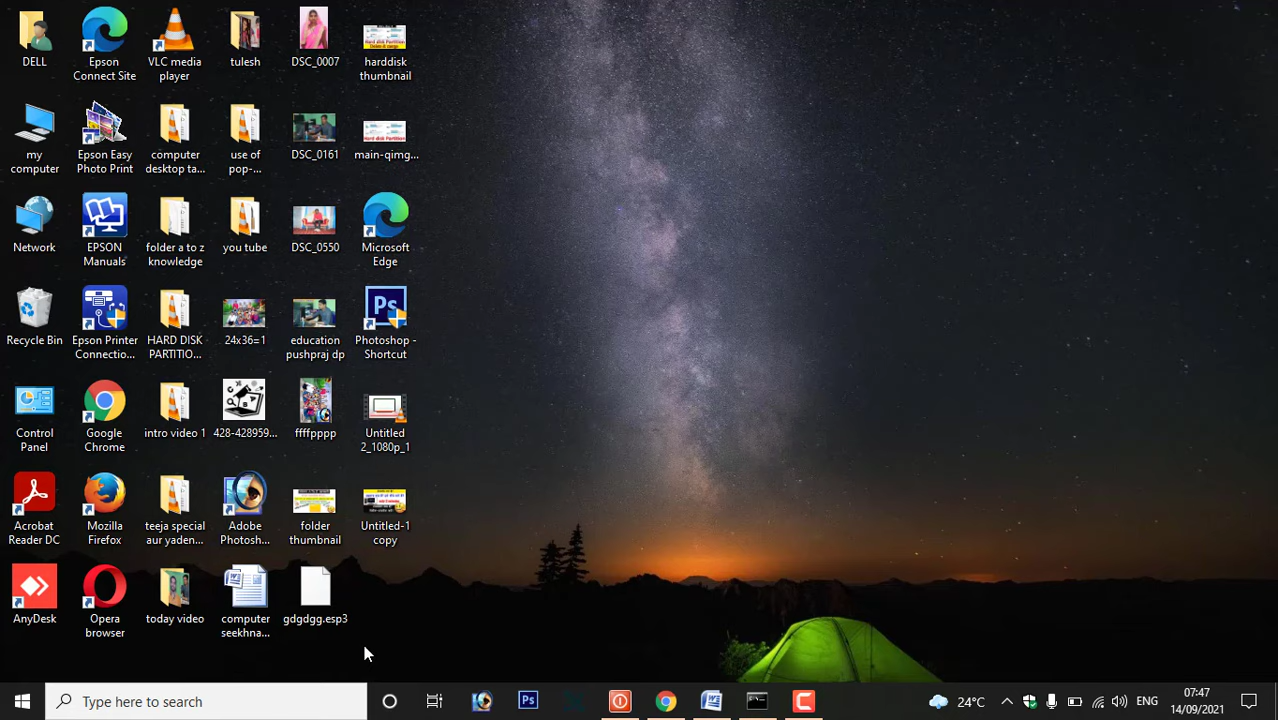 DELL
Epson
Connect Site
VLC media
player
tulesh
DSC_0007
harddisk
thumbnail
my
computer
Epson Easy
Photo Print
computer
desktop ta...
use of
pop-...
DSC_0161
main-qimg...
Network
EPSON
Manuals
folder a to z
knowledge
you tube
DSC_0550
Microsoft
Edge
Recycle Bin
Epson Printer
Connectio...
HARD DISK
PARTITIO...
24x36=1
education
pushpraj dp
Ps
Photoshop -
Shortcut
Control
Panel
Google
Chrome
intro video 1
428-428959...
ffffpppp
Untitled
2_1080p_1
Acrobat
Reader DC
Mozilla
Firefox
teeja special
aur yaden...
Adobe
Photosh...
folder
thumbnail
Untitled-1
copy
AnyDesk
Opera
browser
today video
computer
seekhna...
gdgdgg.esp3
Type here to search
Ps
24°C
ENG
07:47
14/09/2021